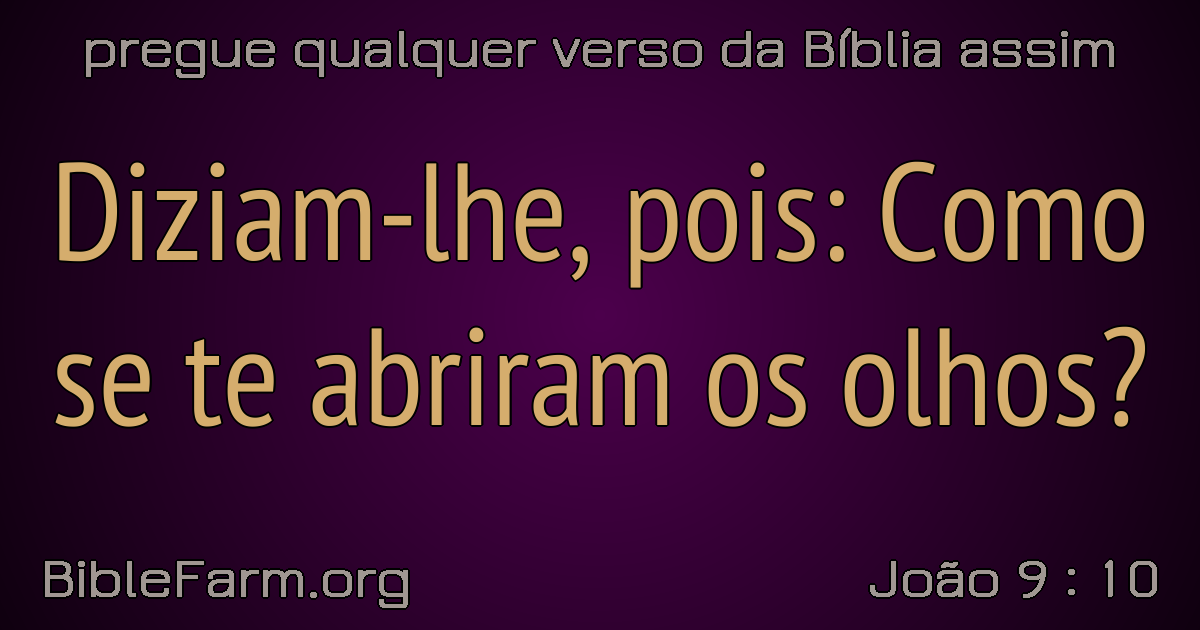 pregue qualquer verso da Bíblia assim
Diziam-lhe, pois: Como
se te abriram os olhos?
BibleFarm.org
João 9 : 10